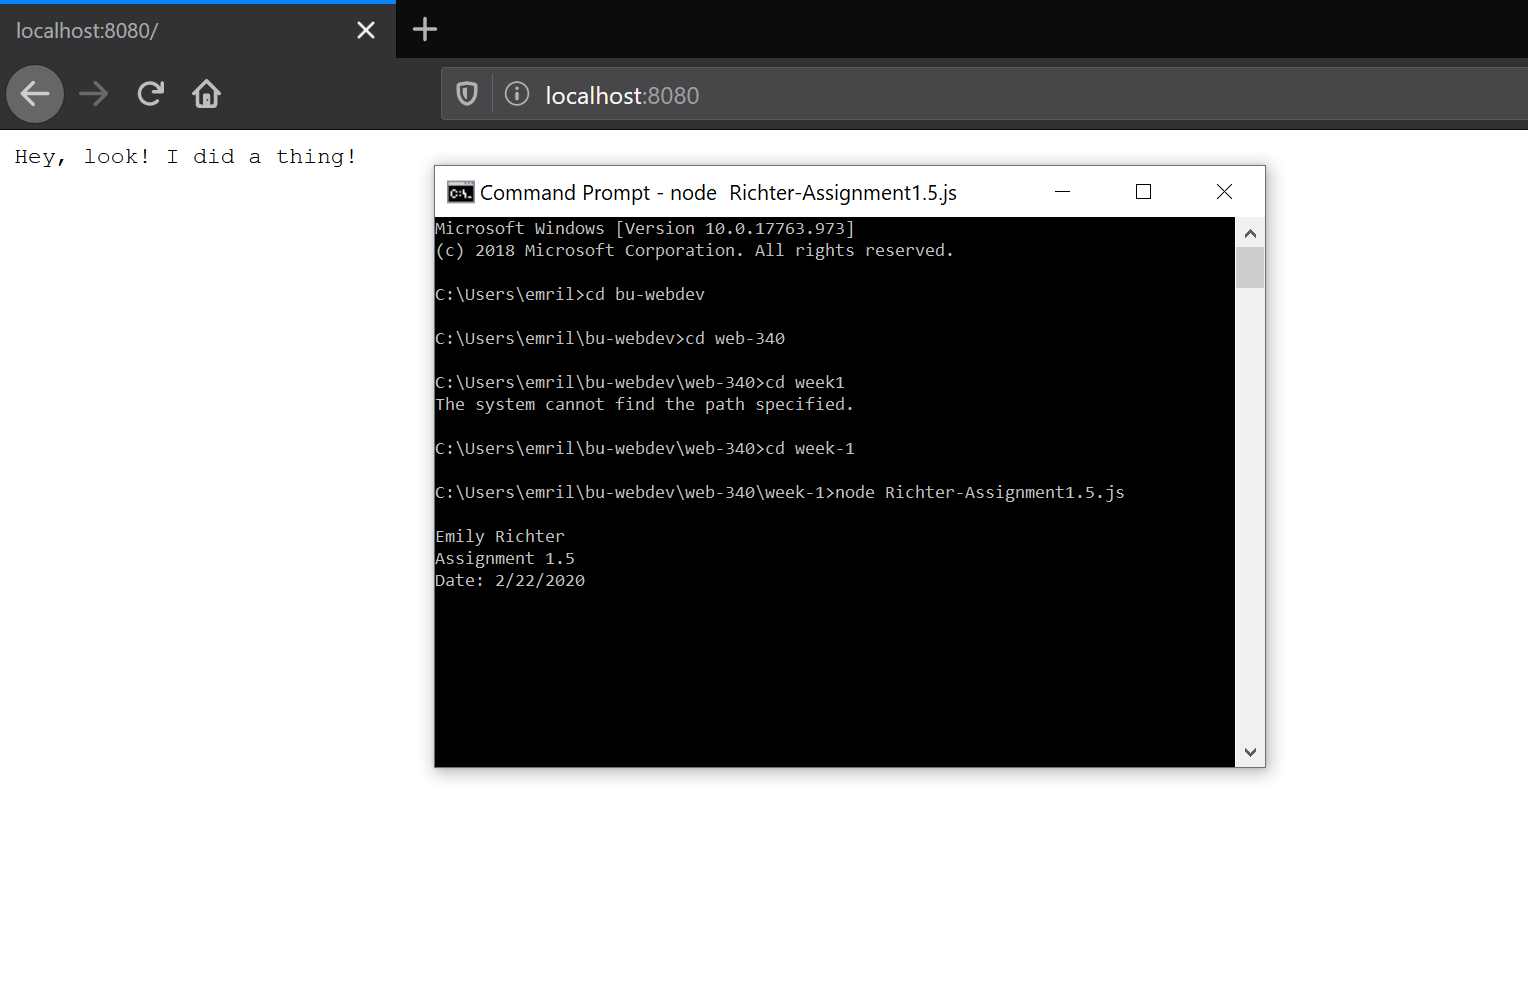 localhost:8080/
localhost:8080
Hey, look! I did a thing!
Command Prompt - node  Richter-Assignment1.5.js
Microsoft Windows [Version 10.0.17763.973]
(c) 2018 Microsoft Corporation. All rights reserved.
C:\Users\emril>cd bu-webdev
C:\Users\emril\bu-webdev>cd web-340
C:\Users\emril\bu-webdev\web-340>cd week1
The system cannot find the path specified.
C:\Users\emril\bu-webdev\web-340>cd week-1
C:\Users\emril\bu-webdev\web-340\week-1>node Richter-Assignment1.5.js
Emily Richter
Assignment 1.5
Date: 2/22/2020